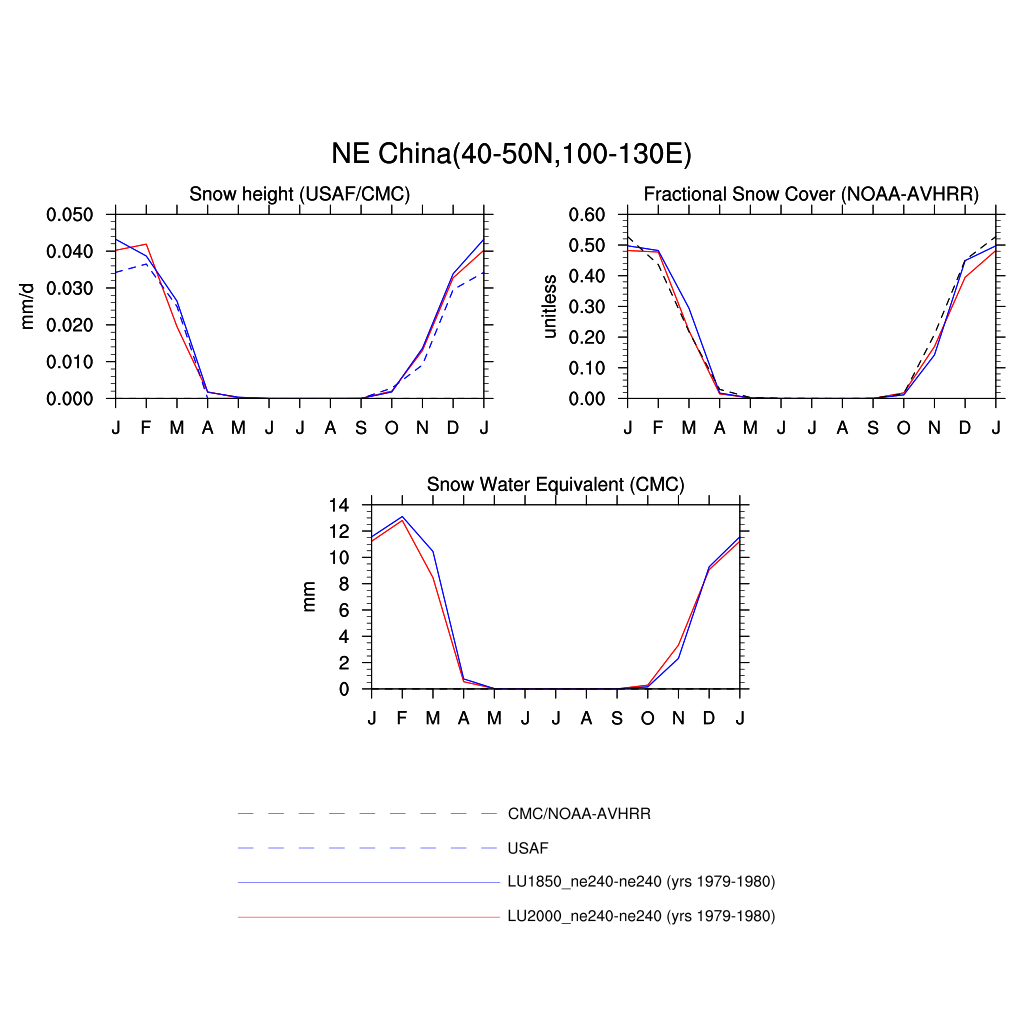 NE China(40-50N,100-130E)
Snow height (USAF/CMC)
0.050
0.040
0.030
0.020
0.010
0.000
mm/d
J F M A M J J A S O N D J
Fractional Snow Cover (NOAA-AVHRR)
0.60
0.50
0.40
0.30
0.20
0.10
0.00
unitless
J F M A M J J A S O N D J
Snow Water Equivalent (CMC)
14
12
10
8
6
4
2
0
mm
J F M A M J J A S O N D J
CMC/NOAA-AVHRR
USAF
LU1850_ne240-ne240 (yrs 1979-1980)
LU2000_ne240-ne240 (yrs 1979-1980)